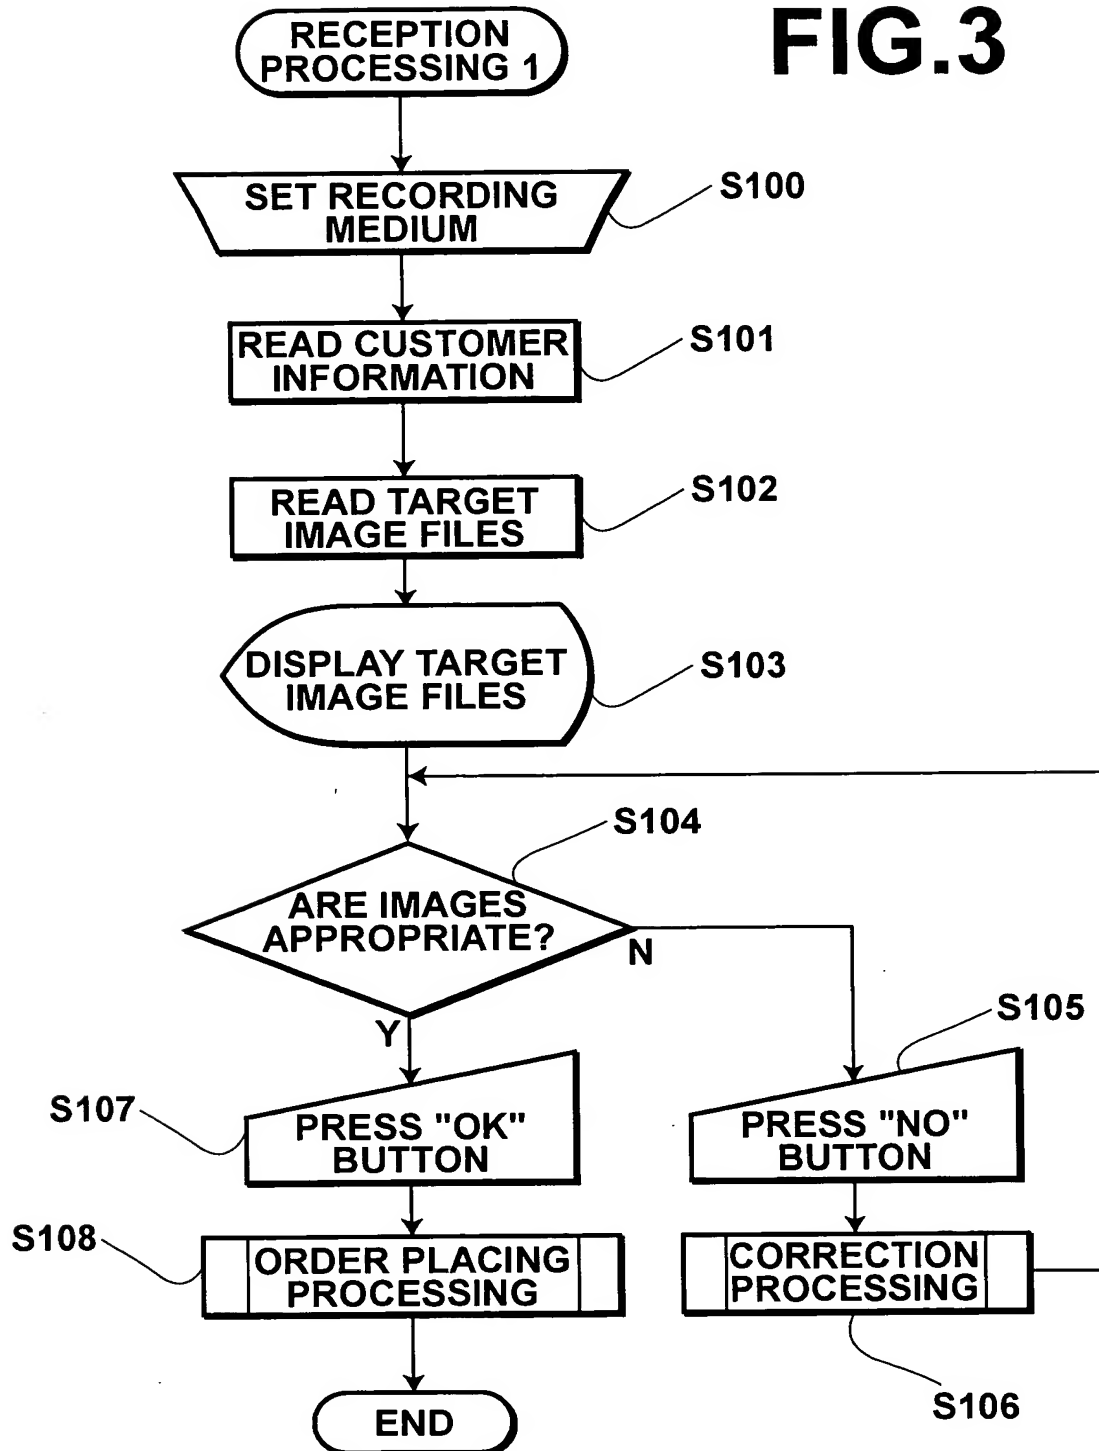 FIG.3
RECEPTION
PROCESSING 1
SET RECORDING
MEDIUM
S100
READ CUSTOMER
INFORMATION
S101
READ TARGET
IMAGE FILES
S102
DISPLAY TARGET
IMAGE FILES
S103
S104
ARE IMAGES
APPROPRIATE?
N
Y
S105
S107
PRESS "OK"
BUTTON
PRESS "NO"
BUTTON
S108
ORDER PLACING
PROCESSING
CORRECTION
PROCESSING
S106
END